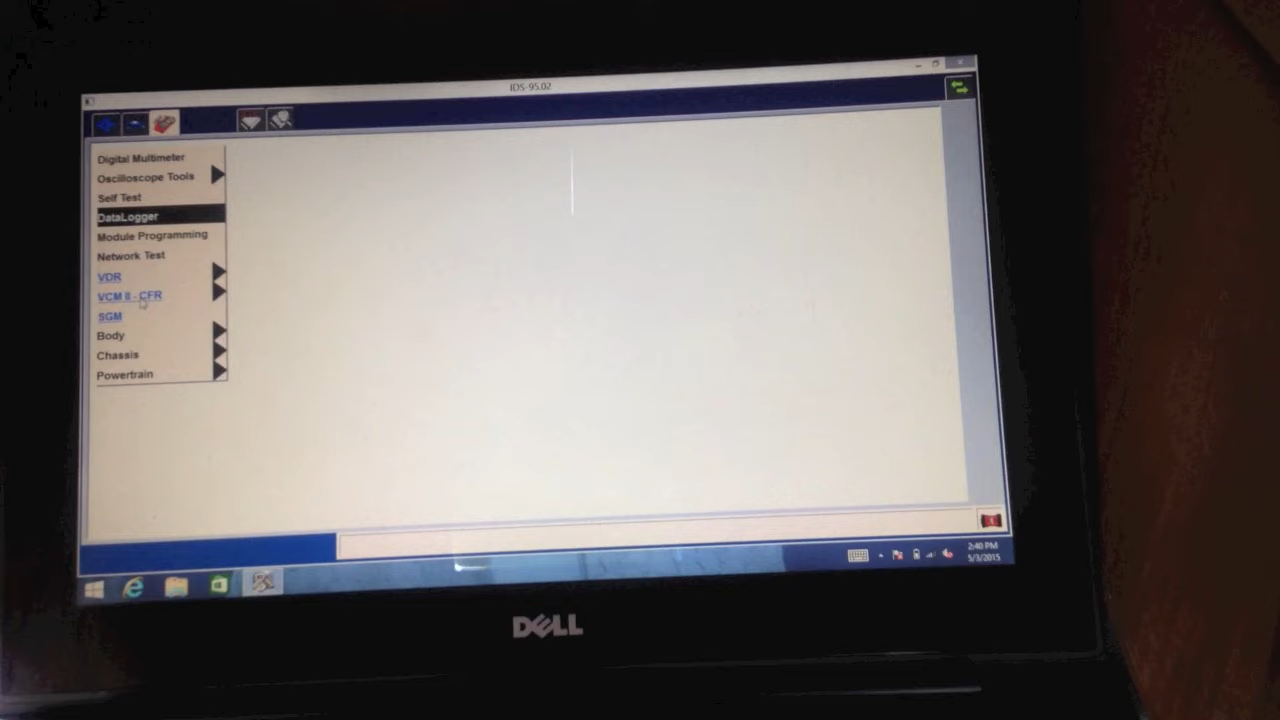 IDS-95.02
Digital Multimeter
Oscilloscope Tools
Self Test
DataLogger
Module Programming
Network Test
VDR
VCM II - CFR
SGM
Body
Chassis
Powertrain
2:40 PM
5/3/2015
DELL